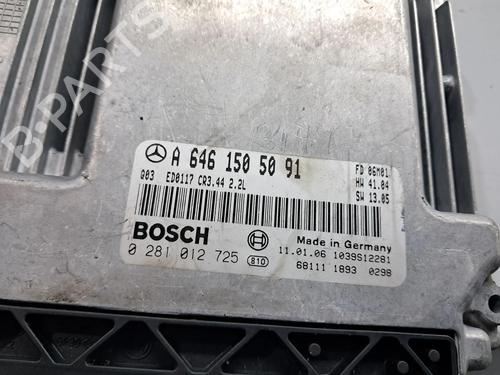 B-PARTS
A 646 150 50 91
FD 06M01
Q03 ED0117 CR3.44 2.2L
HW 41.04
SW 13.05
BOSCH
Made in Germany
0 281 012 725 810
11.01.06 1039S12281
68111 1893 0298